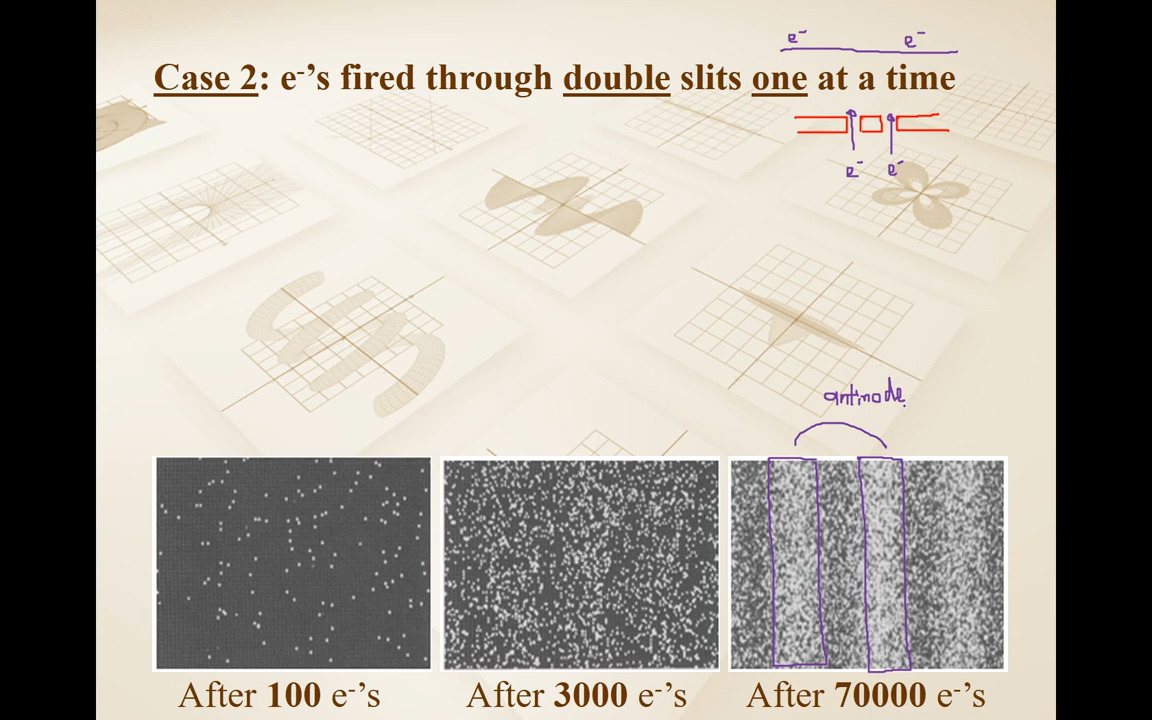 e⁻ e⁻
Case 2: e⁻’s fired through double slits one at a time
e⁻ e⁻
antinode.
After 100 e⁻’s
After 3000 e⁻’s
After 70000 e⁻’s